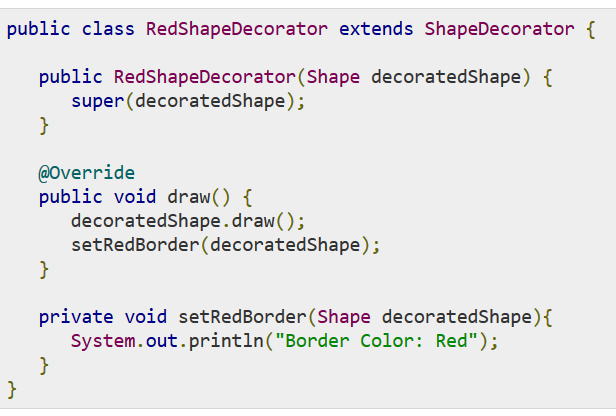 public class RedShapeDecorator extends ShapeDecorator {
public RedShapeDecorator(Shape decoratedShape) {
super(decoratedShape);
}
@Override
public void draw() {
decoratedShape.draw();
setRedBorder(decoratedShape);
}
private void setRedBorder(Shape decoratedShape){
System.out.println("Border Color: Red");
}
}